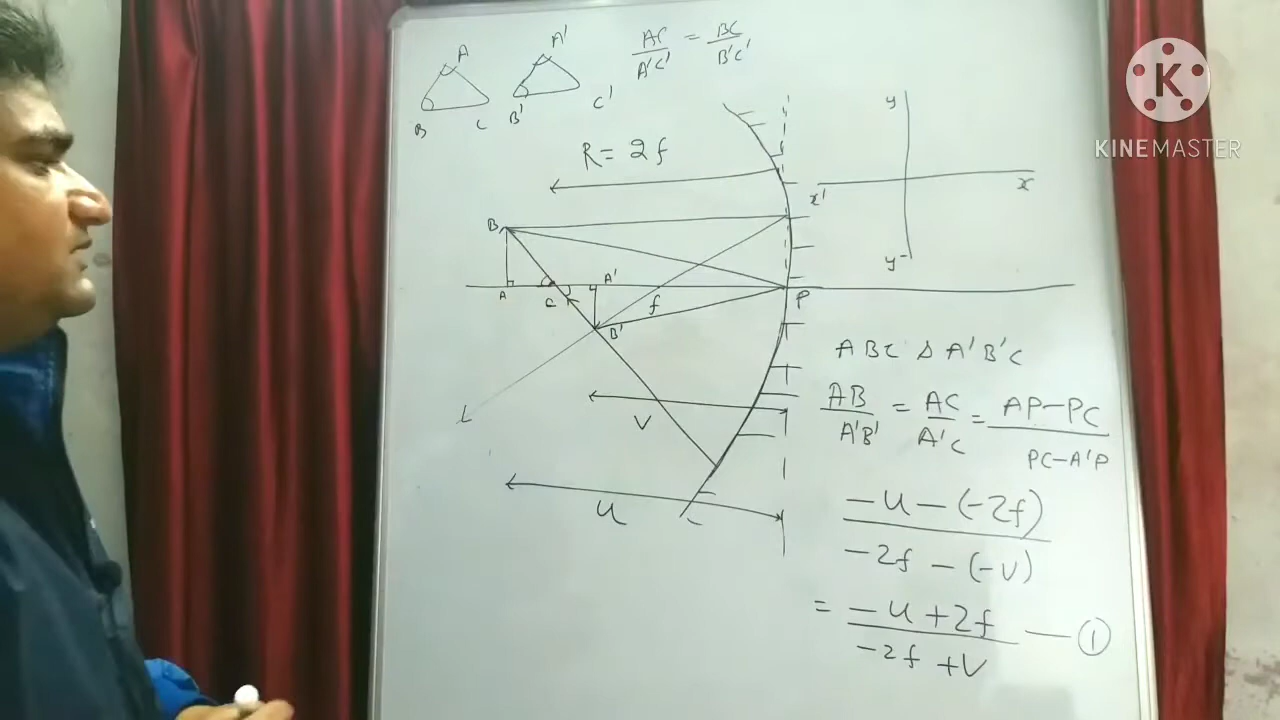 A A' AC/A'C' = BC/B'C'
B C B' C'
K
KINEMASTER
R = 2f
y
x' x
y-
B
A C A' f P
B'
L
V
u
ABC Δ A'B'C
AB/A'B' = AC/A'C = AP-PC/PC-A'P
-u-(-2f)/-2f-(-v)
= -u+2f/-2f+v — ①